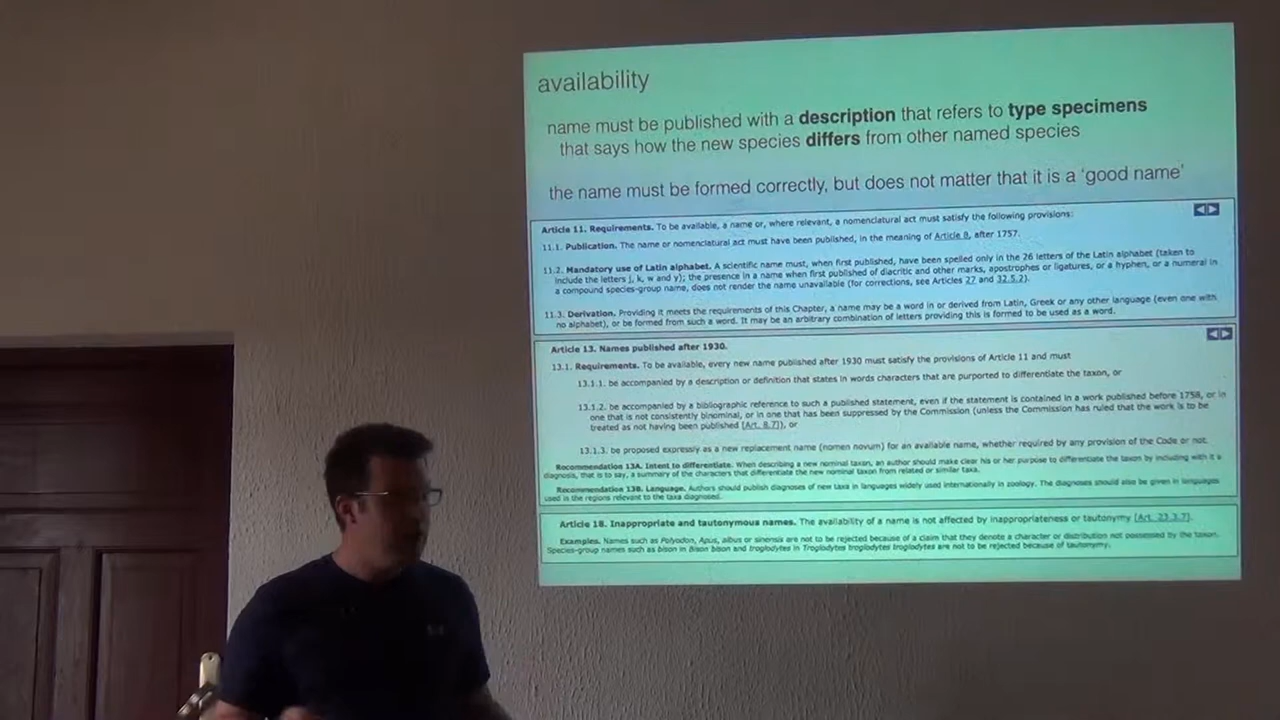 availability
name must be published with a description that refers to type specimens
that says how the new species differs from other named species
the name must be formed correctly, but does not matter that it is a 'good name'
Article 11. Requirements. To be available, a name or, where relevant, a nomenclatural act must satisfy the following provisions:
11.1. Publication. The name or nomenclatural act must have been published, in the meaning of Article 8, after 1757.
11.2. Mandatory use of Latin alphabet. A scientific name must, when first published, have been spelled only in the 26 letters of the Latin alphabet (taken to
include the letters j, k, w and y); the presence in a name when first published of diacritic and other marks, apostrophes or ligatures, or a hyphen, or a numeral in
a compound species-group name, does not render the name unavailable (for corrections, see Articles 27 and 32.5.2).
11.3. Derivation. Providing it meets the requirements of this Chapter, a name may be a word in or derived from Latin, Greek or any other language (even one with
no alphabet), or be formed from such a word. It may be an arbitrary combination of letters providing this is formed to be used as a word.
Article 13. Names published after 1930.
13.1. Requirements. To be available, every new name published after 1930 must satisfy the provisions of Article 11 and must
13.1.1. be accompanied by a description or definition that states in words characters that are purported to differentiate the taxon, or
13.1.2. be accompanied by a bibliographic reference to such a published statement, even if the statement is contained in a work published before 1758, or in
one that is not consistently binominal, or in one that has been suppressed by the Commission (unless the Commission has ruled that the work is to be
treated as not having been published [Art. 8.7]), or
13.1.3. be proposed expressly as a new replacement name (nomen novum) for an available name, whether required by any provision of the Code or not.
Recommendation 13A. Intent to differentiate. When describing a new nominal taxon, an author should make clear his or her purpose to differentiate the taxon by including with it a
diagnosis, that is to say, a summary of the characters that differentiate the new nominal taxon from related or similar taxa.
Recommendation 13B. Language. Authors should publish diagnoses of new taxa in languages widely used internationally in zoology. The diagnoses should also be given in languages
used in the regions relevant to the taxa diagnosed.
Article 18. Inappropriate and tautonymous names. The availability of a name is not affected by inappropriateness or tautonymy [Art. 23.3.7].
Examples. Names such as Polyodon, Apus, albus or sinensis are not to be rejected because of a claim that they denote a character or distribution not possessed by the taxon.
Species-group names such as bison in Bison bison and troglodytes in Troglodytes troglodytes troglodytes are not to be rejected because of tautonymy.